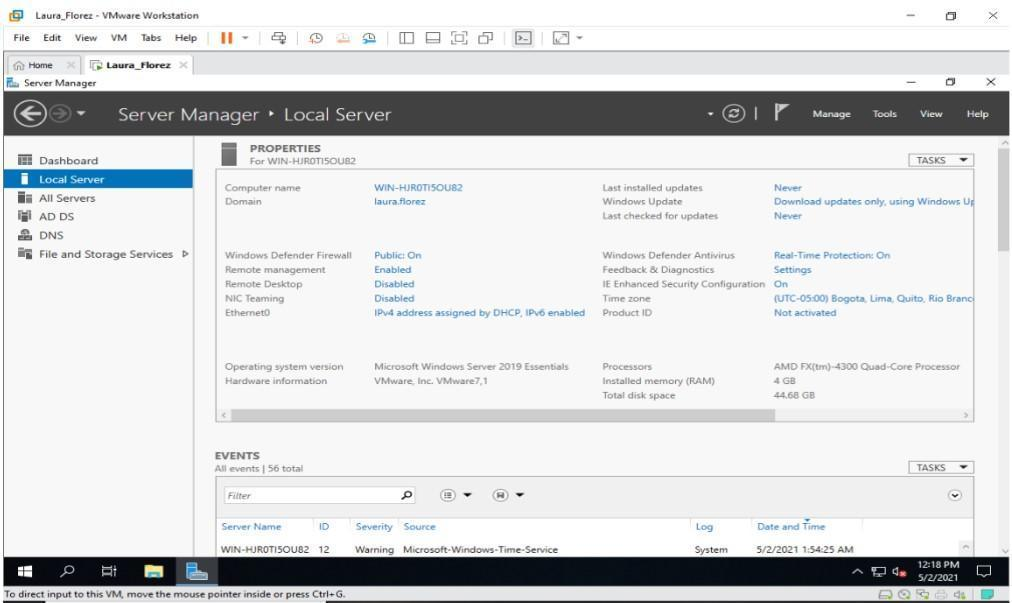 Laura_Florez - VMware Workstation
File Edit View VM Tabs Help
Home
Laura_Florez
Server Manager
Server Manager • Local Server
Manage Tools View Help
Dashboard
Local Server
All Servers
AD DS
DNS
File and Storage Services
PROPERTIES
For WIN-HJR0TI5OU82
TASKS
Computer name WIN-HJR0TI5OU82 Last installed updates Never
Domain laura.florez Windows Update Download updates only, using Windows Up
Last checked for updates Never
Windows Defender Firewall Public: On Windows Defender Antivirus Real-Time Protection: On
Remote management Enabled Feedback & Diagnostics Settings
Remote Desktop Disabled IE Enhanced Security Configuration On
NIC Teaming Disabled Time zone (UTC-05:00) Bogota, Lima, Quito, Rio Branc
Ethernet0 IPv4 address assigned by DHCP, IPv6 enabled Product ID Not activated
Operating system version Microsoft Windows Server 2019 Essentials Processors AMD FX(tm)-4300 Quad-Core Processor
Hardware information VMware, Inc. VMware7,1 Installed memory (RAM) 4 GB
Total disk space 44.68 GB
EVENTS
All events | 56 total
TASKS
Filter
Server Name ID Severity Source Log Date and Time
WIN-HJR0TI5OU82 12 Warning Microsoft-Windows-Time-Service System 5/2/2021 1:54:25 AM
12:18 PM
5/2/2021
To direct input to this VM, move the mouse pointer inside or press Ctrl+G.